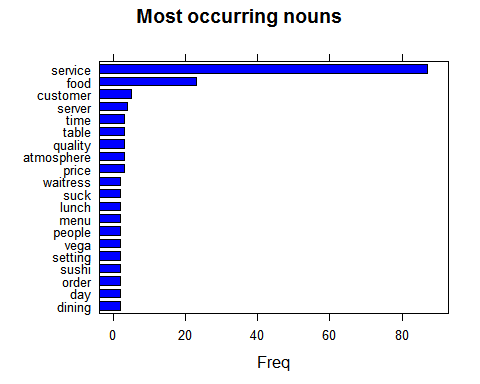 Most occurring nouns
service
food
customer
server
time
table
quality
atmosphere
price
waitress
suck
lunch
menu
people
vega
setting
sushi
order
day
dining
0 20 40 60 80
Freq